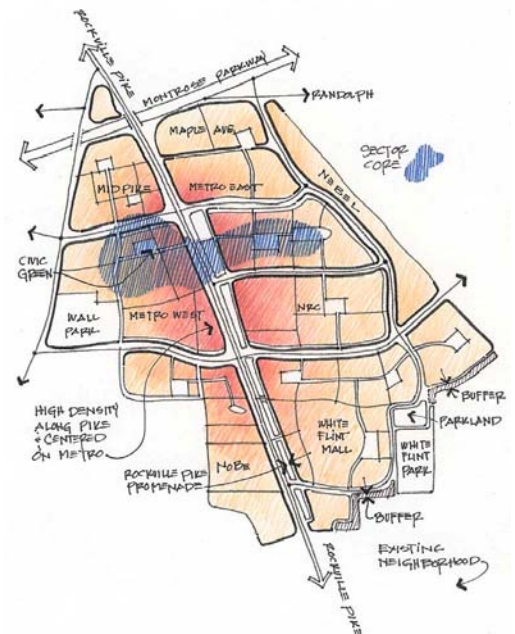 ROCKVILLE PIKE
MONTROSE PARKWAY
RANDOLPH
MAPLE AVE.
SECTOR
CORE
NEBEL
MID PIKE
METRO EAST
CIVIC
GREEN
WALL
PARK
METRO WEST
NRC
HIGH DENSITY
ALONG PIKE
& CENTERED
ON METRO
BUFFER
PARKLAND
WHITE
FLINT
MALL
WHITE
FLINT
PARK
NOBE
ROCKVILLE PIKE
PROMENADE
BUFFER
EXISTING
NEIGHBORHOOD
ROCKVILLE PIKE